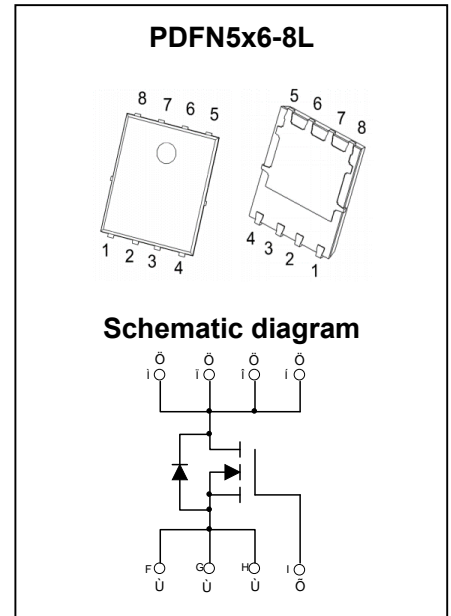 PDFN5x6-8L
8 7 6 5
5 6 7 8
1 2 3 4
4 3 2 1
Schematic diagram
Ö Ö Ö Ö
Ì Ï Î Í
F G H I
Ù Ù Ù Õ